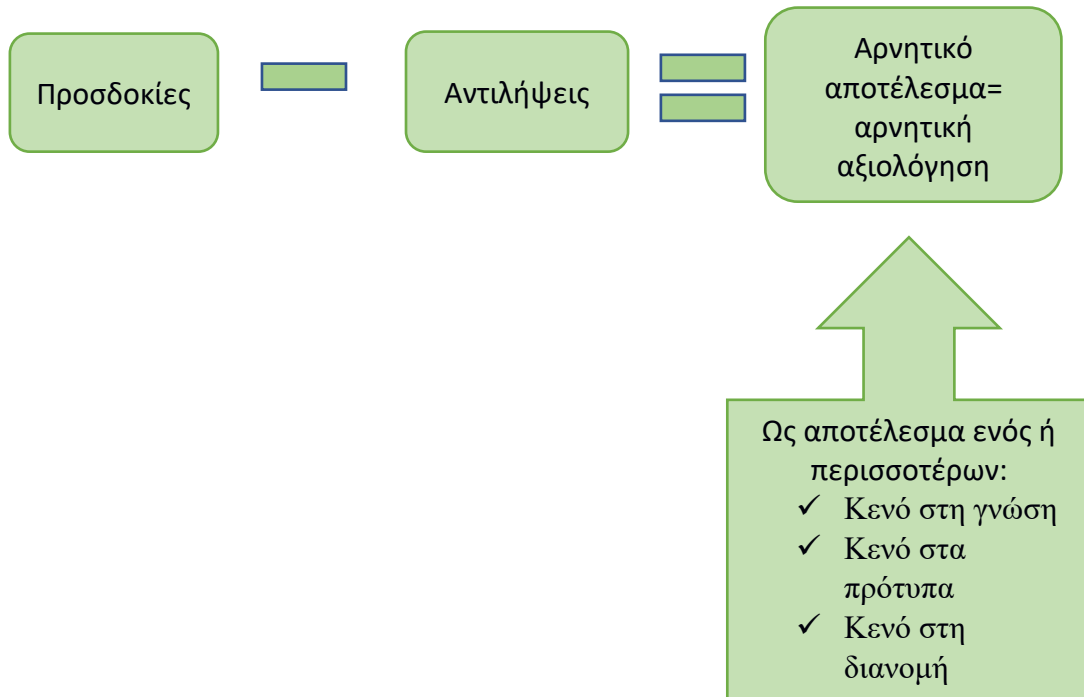 Προσδοκίες
Αντιλήψεις
Αρνητικό
αποτέλεσμα=
αρνητική
αξιολόγηση
Ως αποτέλεσμα ενός ή
περισσοτέρων:
✓ Κενό στη γνώση
✓ Κενό στα
πρότυπα
✓ Κενό στη
διανομή